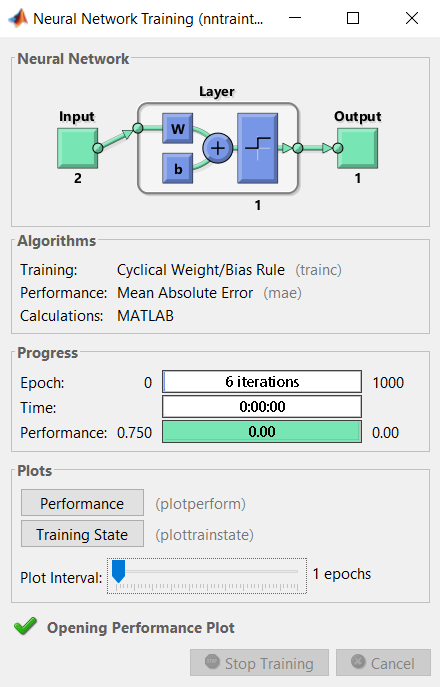 Neural Network Training (nntraint...
Neural Network
Layer
Input
Output
W
b
+
2
1
1
Algorithms
Training: Cyclical Weight/Bias Rule (trainc)
Performance: Mean Absolute Error (mae)
Calculations: MATLAB
Progress
Epoch: 0 6 iterations 1000
Time: 0:00:00
Performance: 0.750 0.00 0.00
Plots
Performance (plotperform)
Training State (plottrainstate)
Plot Interval: 1 epochs
Opening Performance Plot
Stop Training Cancel